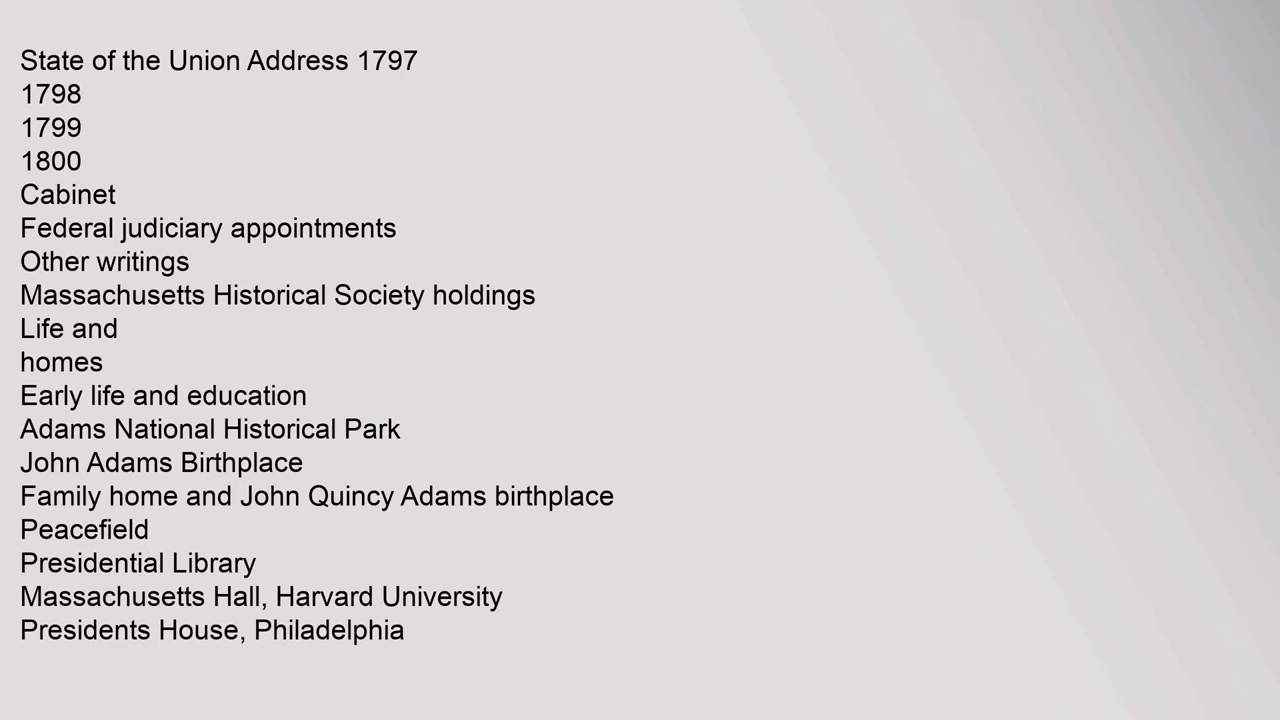 State of the Union Address 1797
1798
1799
1800
Cabinet
Federal judiciary appointments
Other writings
Massachusetts Historical Society holdings
Life and
homes
Early life and education
Adams National Historical Park
John Adams Birthplace
Family home and John Quincy Adams birthplace
Peacefield
Presidential Library
Massachusetts Hall, Harvard University
Presidents House, Philadelphia